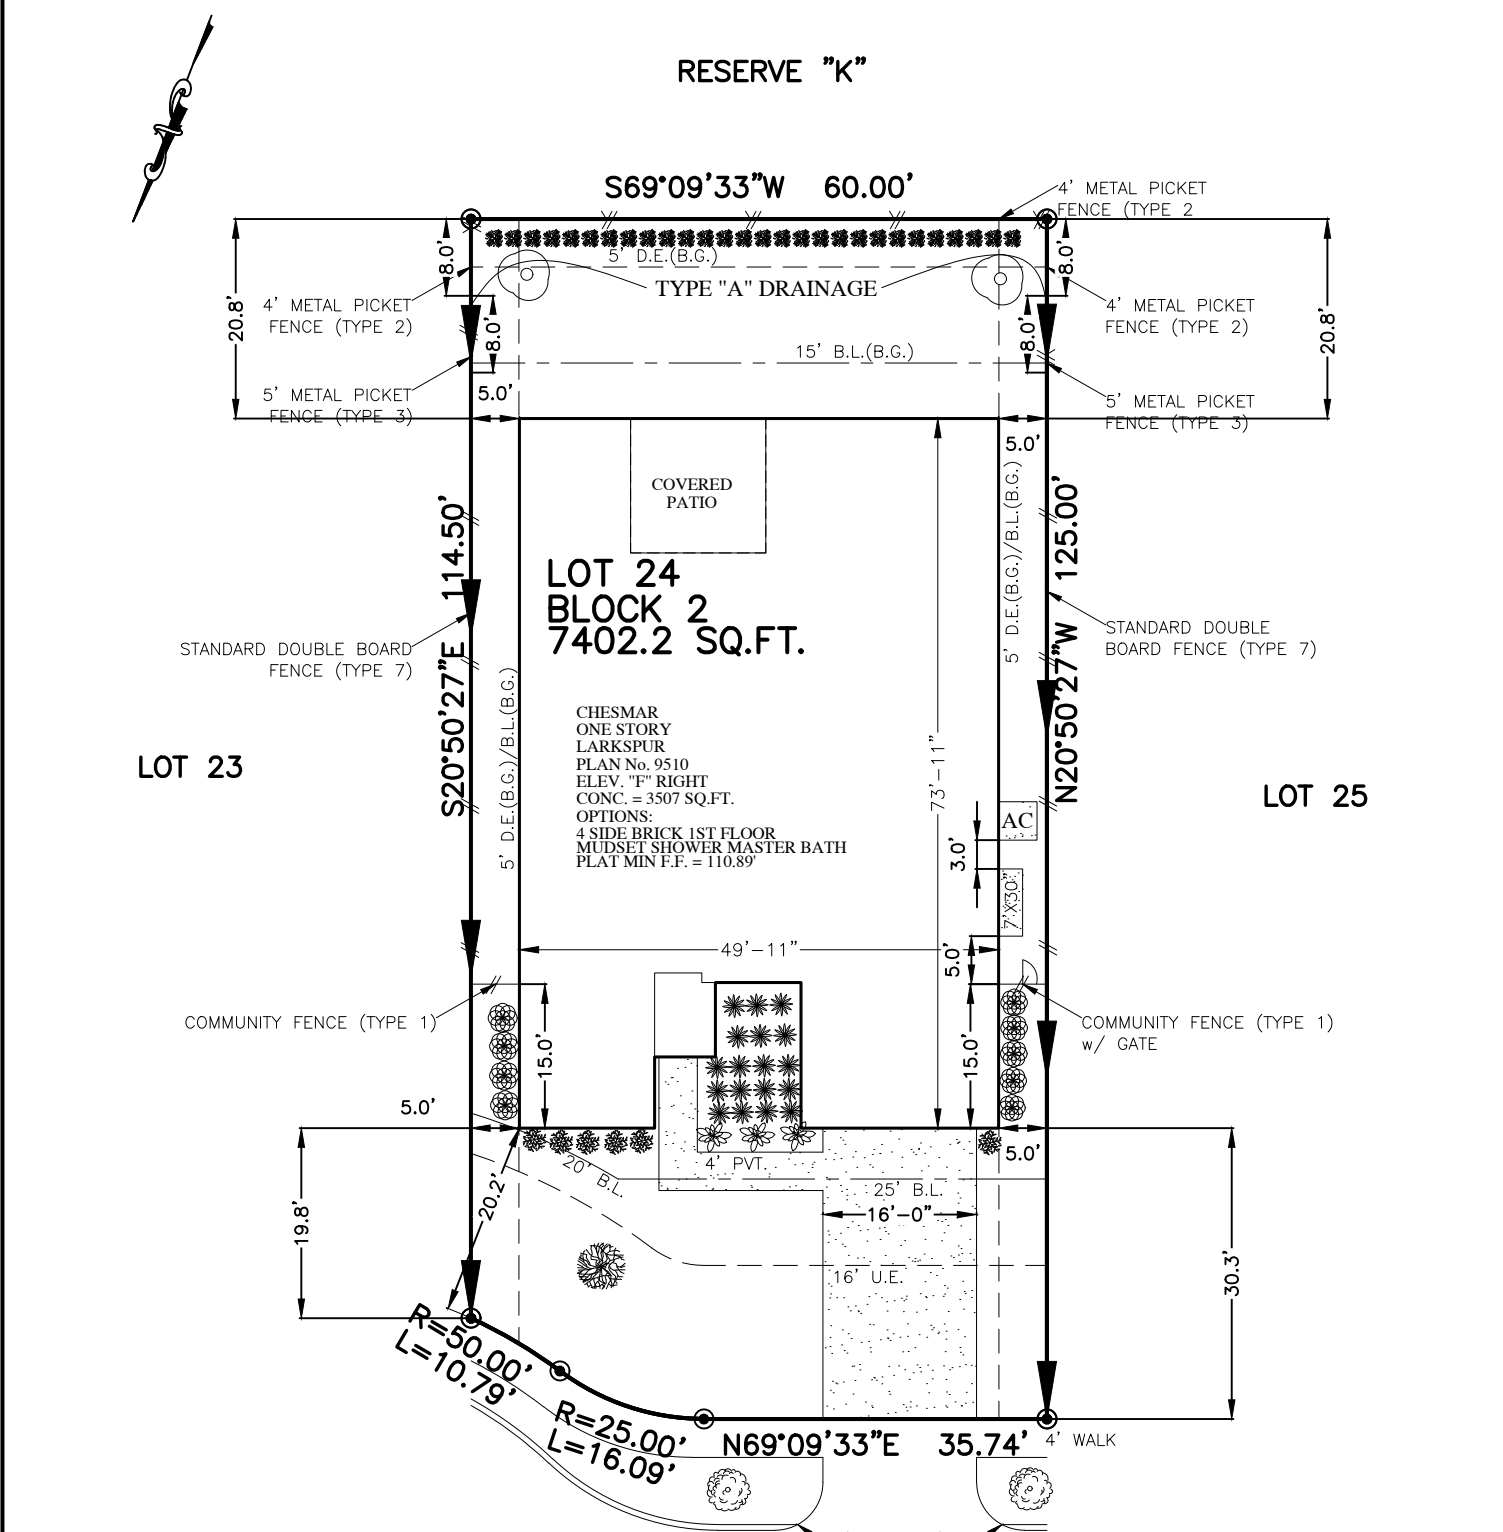 RESERVE "K"
S69°09'33"W 60.00'
4' METAL PICKET
FENCE (TYPE 2
8.0'
8.0'
5' D.E.(B.G.)
TYPE "A" DRAINAGE
20.8'
4' METAL PICKET
FENCE (TYPE 2)
8.0'
8.0'
4' METAL PICKET
FENCE (TYPE 2)
20.8'
15' B.L.(B.G.)
5' METAL PICKET
FENCE (TYPE 3)
5.0'
5' METAL PICKET
FENCE (TYPE 3)
5.0'
COVERED
PATIO
S20°50'27"E 114.50'
N20°50'27"W 125.00'
5' D.E.(B.G.)/B.L.(B.G.)
5' D.E.(B.G.)/B.L.(B.G.)
LOT 24
BLOCK 2
7402.2 SQ.FT.
STANDARD DOUBLE BOARD
FENCE (TYPE 7)
STANDARD DOUBLE
BOARD FENCE (TYPE 7)
CHESMAR
ONE STORY
LARKSPUR
PLAN No. 9510
ELEV. "F" RIGHT
CONC. = 3507 SQ.FT.
OPTIONS:
4 SIDE BRICK 1ST FLOOR
MUDSET SHOWER MASTER BATH
PLAT MIN F.F. = 110.89'
73'-11"
LOT 23
LOT 25
AC
3.0'
7'X30"
49'-11"
5.0'
COMMUNITY FENCE (TYPE 1)
15.0'
15.0'
COMMUNITY FENCE (TYPE 1)
w/ GATE
5.0'
5.0'
20' B.L.
4' PVT.
25' B.L.
20.2'
16'-0"
19.8'
30.3'
16' U.E.
R=50.00'
L=10.79'
R=25.00'
L=16.09'
N69°09'33"E 35.74'
4' WALK